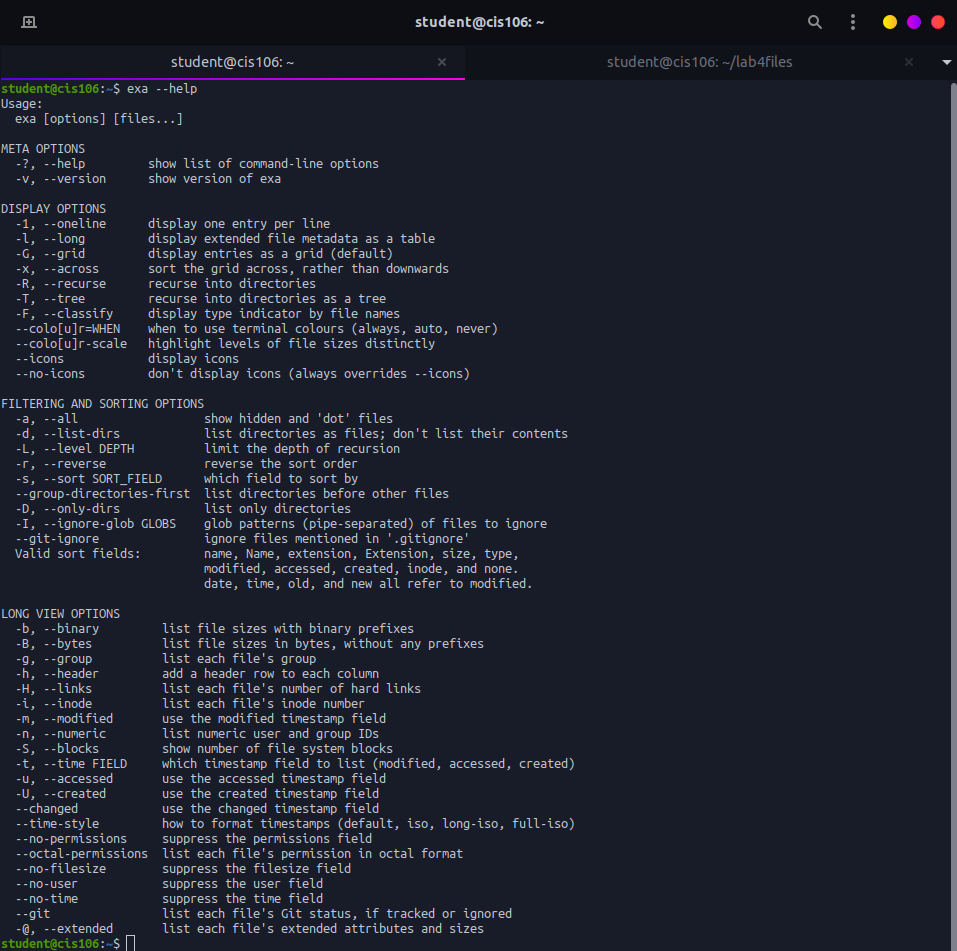 student@cis106: ~
student@cis106: ~
student@cis106: ~/lab4files
student@cis106:~$ exa --help
Usage:
  exa [options] [files...]

META OPTIONS
  -?, --help         show list of command-line options
  -v, --version      show version of exa

DISPLAY OPTIONS
  -1, --oneline      display one entry per line
  -l, --long         display extended file metadata as a table
  -G, --grid         display entries as a grid (default)
  -x, --across       sort the grid across, rather than downwards
  -R, --recurse      recurse into directories
  -T, --tree         recurse into directories as a tree
  -F, --classify     display type indicator by file names
  --colo[u]r=WHEN    when to use terminal colours (always, auto, never)
  --colo[u]r-scale   highlight levels of file sizes distinctly
  --icons            display icons
  --no-icons         don't display icons (always overrides --icons)

FILTERING AND SORTING OPTIONS
  -a, --all                  show hidden and 'dot' files
  -d, --list-dirs            list directories as files; don't list their contents
  -L, --level DEPTH          limit the depth of recursion
  -r, --reverse              reverse the sort order
  -s, --sort SORT_FIELD      which field to sort by
  --group-directories-first  list directories before other files
  -D, --only-dirs            list only directories
  -I, --ignore-glob GLOBS    glob patterns (pipe-separated) of files to ignore
  --git-ignore               ignore files mentioned in '.gitignore'
  Valid sort fields:         name, Name, extension, Extension, size, type,
                             modified, accessed, created, inode, and none.
                             date, time, old, and new all refer to modified.

LONG VIEW OPTIONS
  -b, --binary         list file sizes with binary prefixes
  -B, --bytes          list file sizes in bytes, without any prefixes
  -g, --group          list each file's group
  -h, --header         add a header row to each column
  -H, --links          list each file's number of hard links
  -i, --inode          list each file's inode number
  -m, --modified       use the modified timestamp field
  -n, --numeric        list numeric user and group IDs
  -S, --blocks         show number of file system blocks
  -t, --time FIELD     which timestamp field to list (modified, accessed, created)
  -u, --accessed       use the accessed timestamp field
  -U, --created        use the created timestamp field
  --changed            use the changed timestamp field
  --time-style         how to format timestamps (default, iso, long-iso, full-iso)
  --no-permissions     suppress the permissions field
  --octal-permissions  list each file's permission in octal format
  --no-filesize        suppress the filesize field
  --no-user            suppress the user field
  --no-time            suppress the time field
  --git                list each file's Git status, if tracked or ignored
  -@, --extended       list each file's extended attributes and sizes
student@cis106:~$